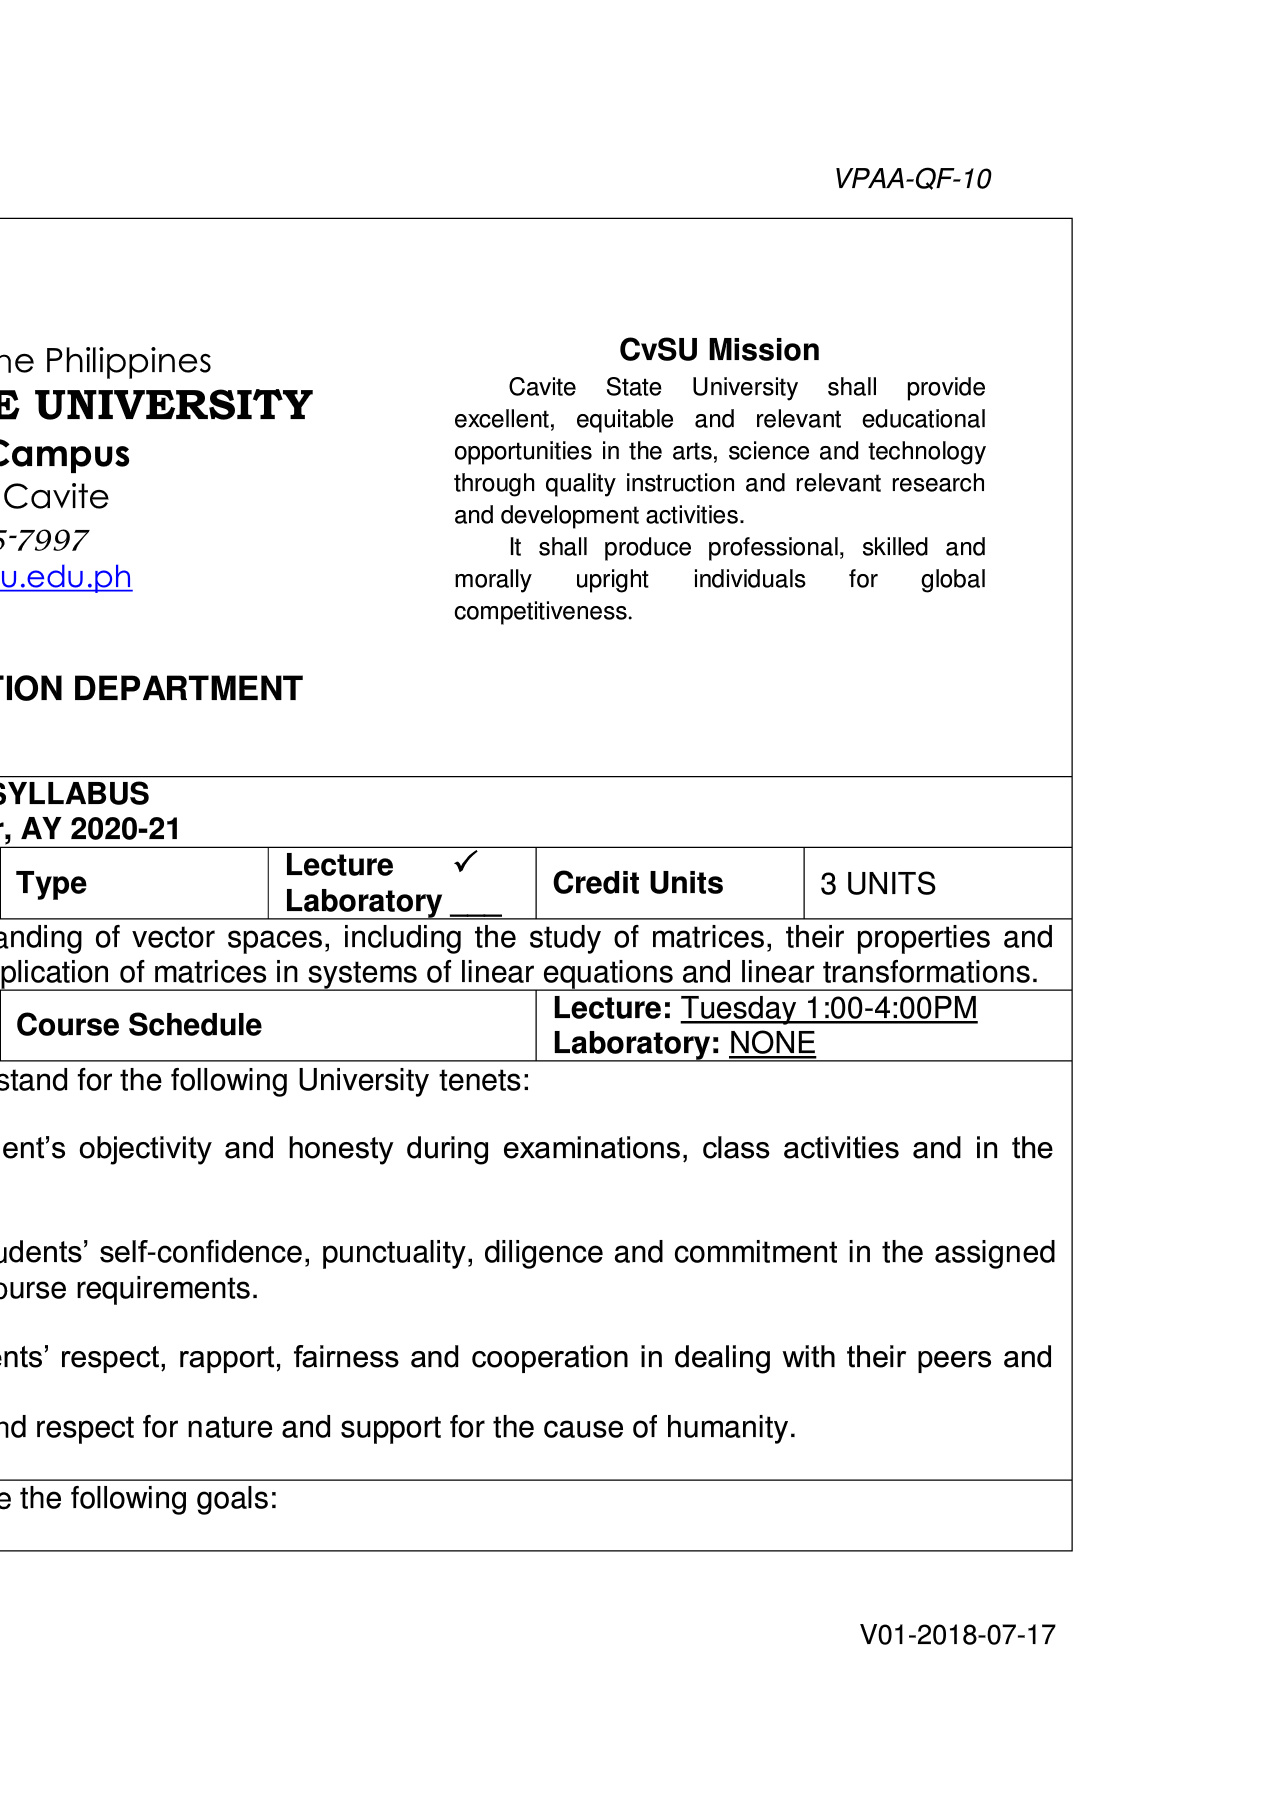 VPAA-QF-10
ne Philippines
E UNIVERSITY
Campus
Cavite
5-7997
u.edu.ph
TION DEPARTMENT
CvSU Mission
Cavite State University shall provide
excellent, equitable and relevant educational
opportunities in the arts, science and technology
through quality instruction and relevant research
and development activities.
It shall produce professional, skilled and
morally upright individuals for global
competitiveness.
SYLLABUS
r, AY 2020-21
Type
Lecture ✓
Laboratory ___
Credit Units
3 UNITS
anding of vector spaces, including the study of matrices, their properties and
plication of matrices in systems of linear equations and linear transformations.
Course Schedule
Lecture: Tuesday 1:00-4:00PM
Laboratory: NONE
stand for the following University tenets:
ent’s objectivity and honesty during examinations, class activities and in the
udents’ self-confidence, punctuality, diligence and commitment in the assigned
ourse requirements.
ents’ respect, rapport, fairness and cooperation in dealing with their peers and
nd respect for nature and support for the cause of humanity.
e the following goals:
V01-2018-07-17